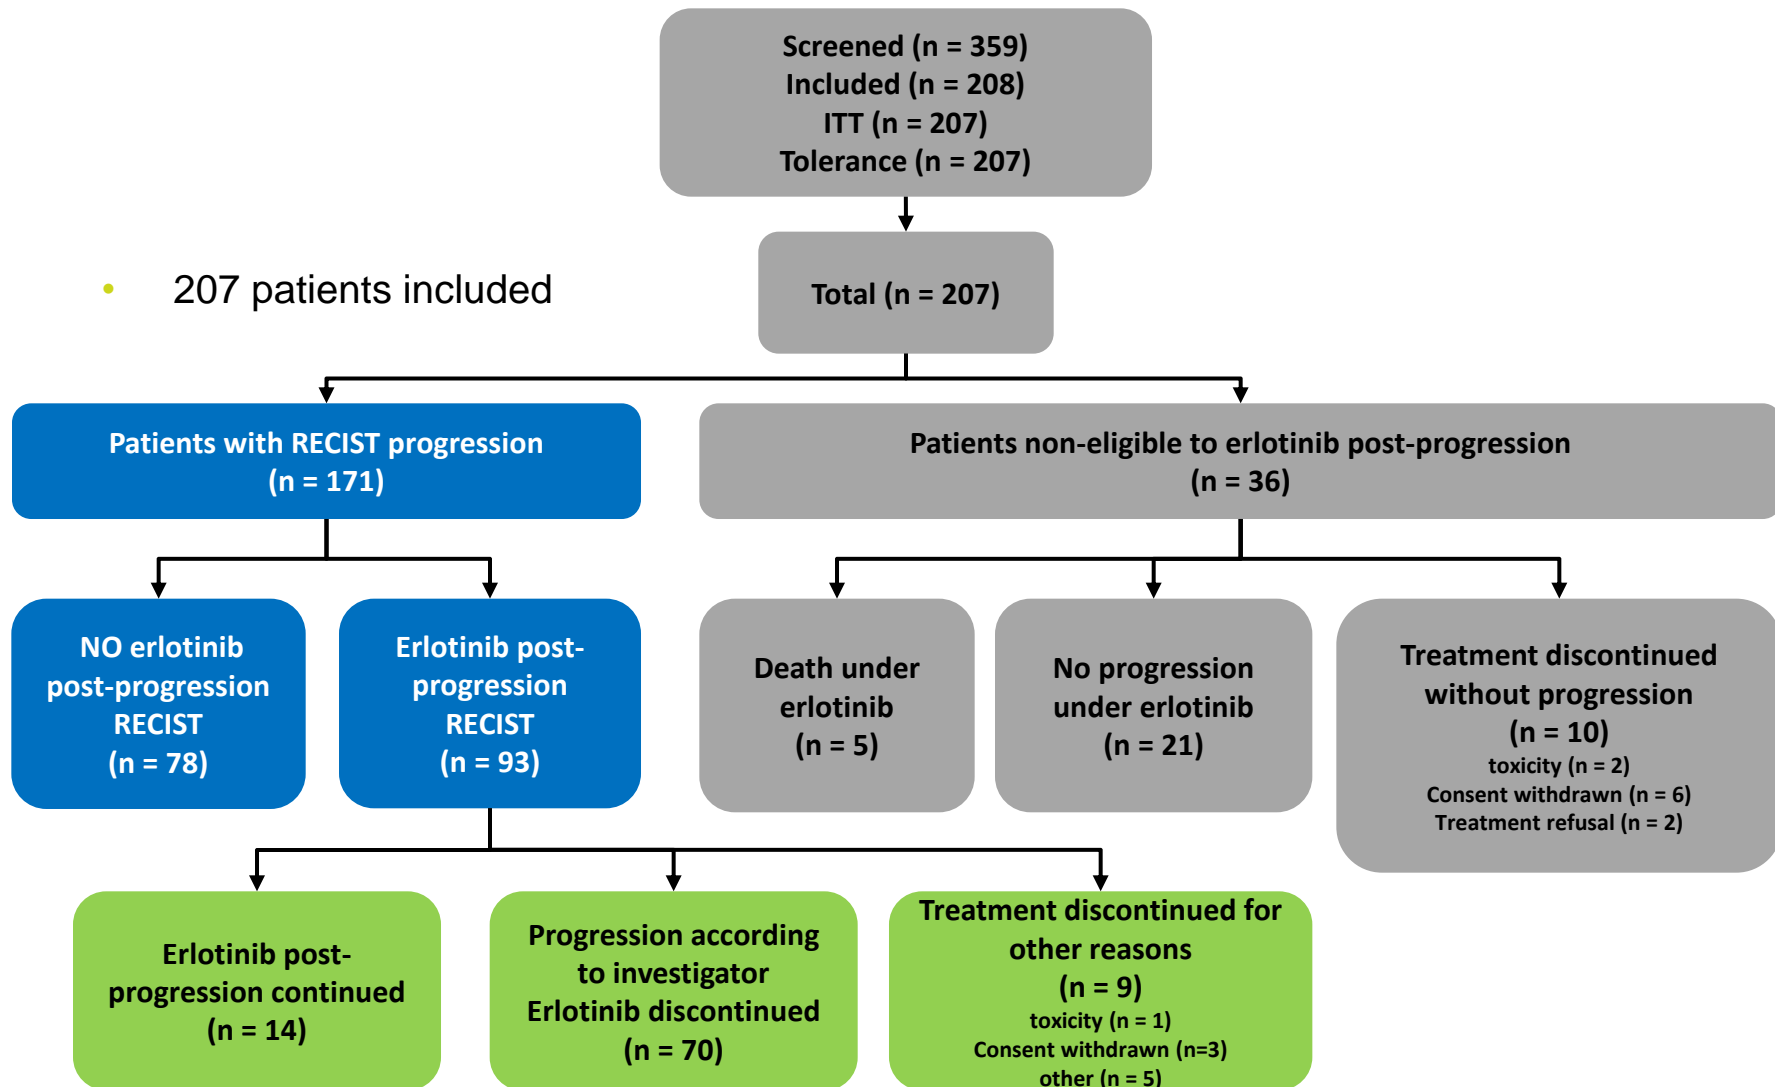 Screened (n = 359)
Included (n = 208)
ITT (n = 207)
Tolerance (n = 207)
• 207 patients included
Total (n = 207)
Patients with RECIST progression
(n = 171)
Patients non-eligible to erlotinib post-progression
(n = 36)
NO erlotinib
post-progression
RECIST
(n = 78)
Erlotinib post-
progression
RECIST
(n = 93)
Death under
erlotinib
(n = 5)
No progression
under erlotinib
(n = 21)
Treatment discontinued
without progression
(n = 10)
toxicity (n = 2)
Consent withdrawn (n = 6)
Treatment refusal (n = 2)
Erlotinib post-
progression continued
(n = 14)
Progression according
to investigator
Erlotinib discontinued
(n = 70)
Treatment discontinued for
other reasons
(n = 9)
toxicity (n = 1)
Consent withdrawn (n=3)
other (n = 5)